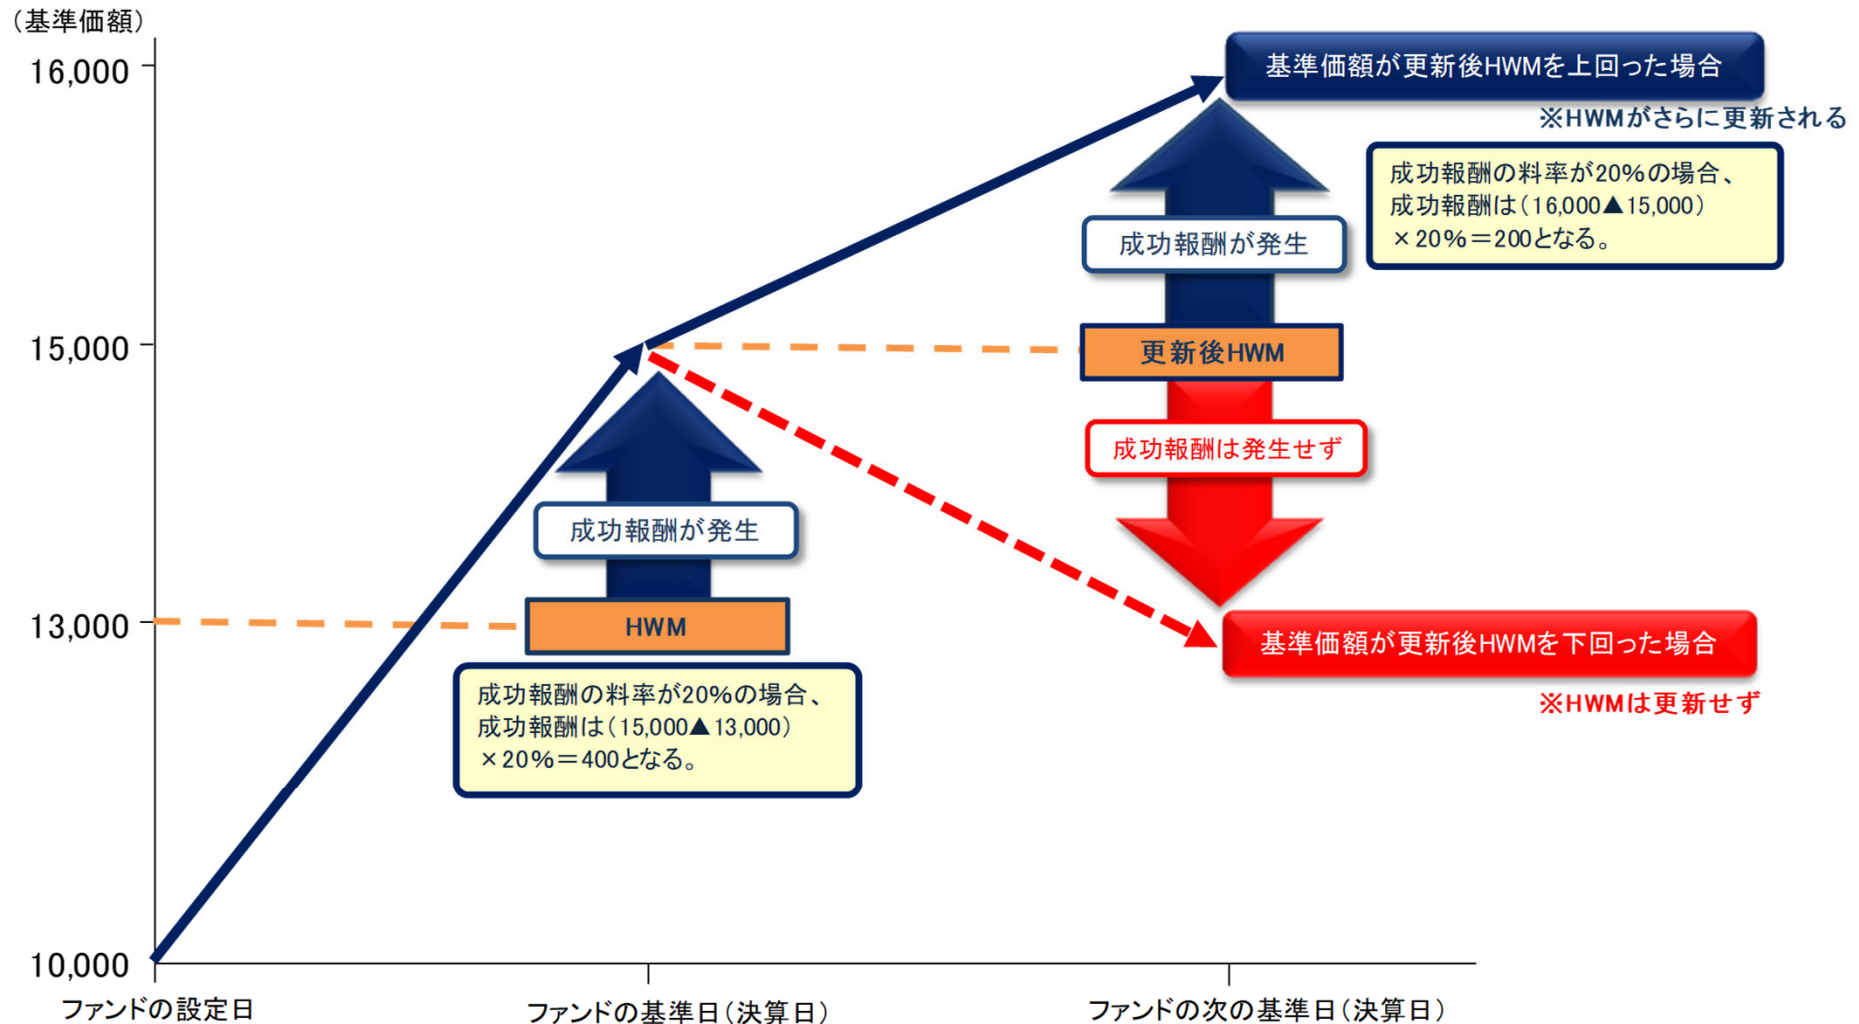 （基準価額）
16,000
基準価額が更新後HWMを上回った場合
※HWMがさらに更新される
成功報酬の料率が20%の場合、
成功報酬は（16,000▲15,000）
×20％＝200となる。
成功報酬が発生
15,000
更新後HWM
成功報酬は発生せず
成功報酬が発生
13,000
HWM
基準価額が更新後HWMを下回った場合
※HWMは更新せず
成功報酬の料率が20%の場合、
成功報酬は（15,000▲13,000）
×20％＝400となる。
10,000
ファンドの設定日
ファンドの基準日（決算日）
ファンドの次の基準日（決算日）